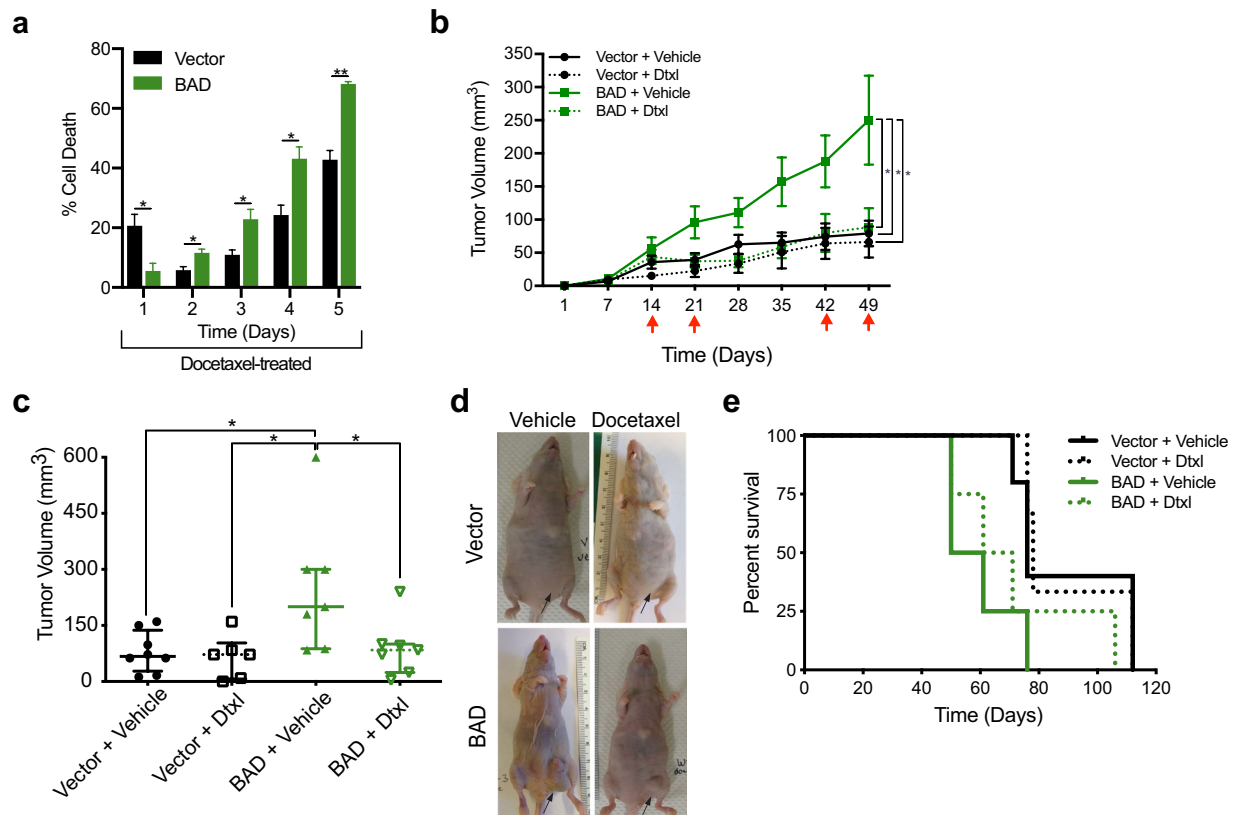 a
80
60
40
20
0
% Cell Death
Vector
BAD
*
*
*
*
**
1 2 3 4 5
Time (Days)
Docetaxel-treated
b
350
300
250
200
150
100
50
0
Tumor Volume (mm³)
Vector + Vehicle
Vector + Dtxl
BAD + Vehicle
BAD + Dtxl
* * *
1 7 14 21 28 35 42 49
Time (Days)
c
*
* *
600
450
300
150
0
Tumor Volume (mm³)
Vector + Vehicle
Vector + Dtxl
BAD + Vehicle
BAD + Dtxl
d
Vehicle Docetaxel
Vector
BAD
e
100
75
50
25
0
Percent survival
Vector + Vehicle
Vector + Dtxl
BAD + Vehicle
BAD + Dtxl
0 20 40 60 80 100 120
Time (Days)